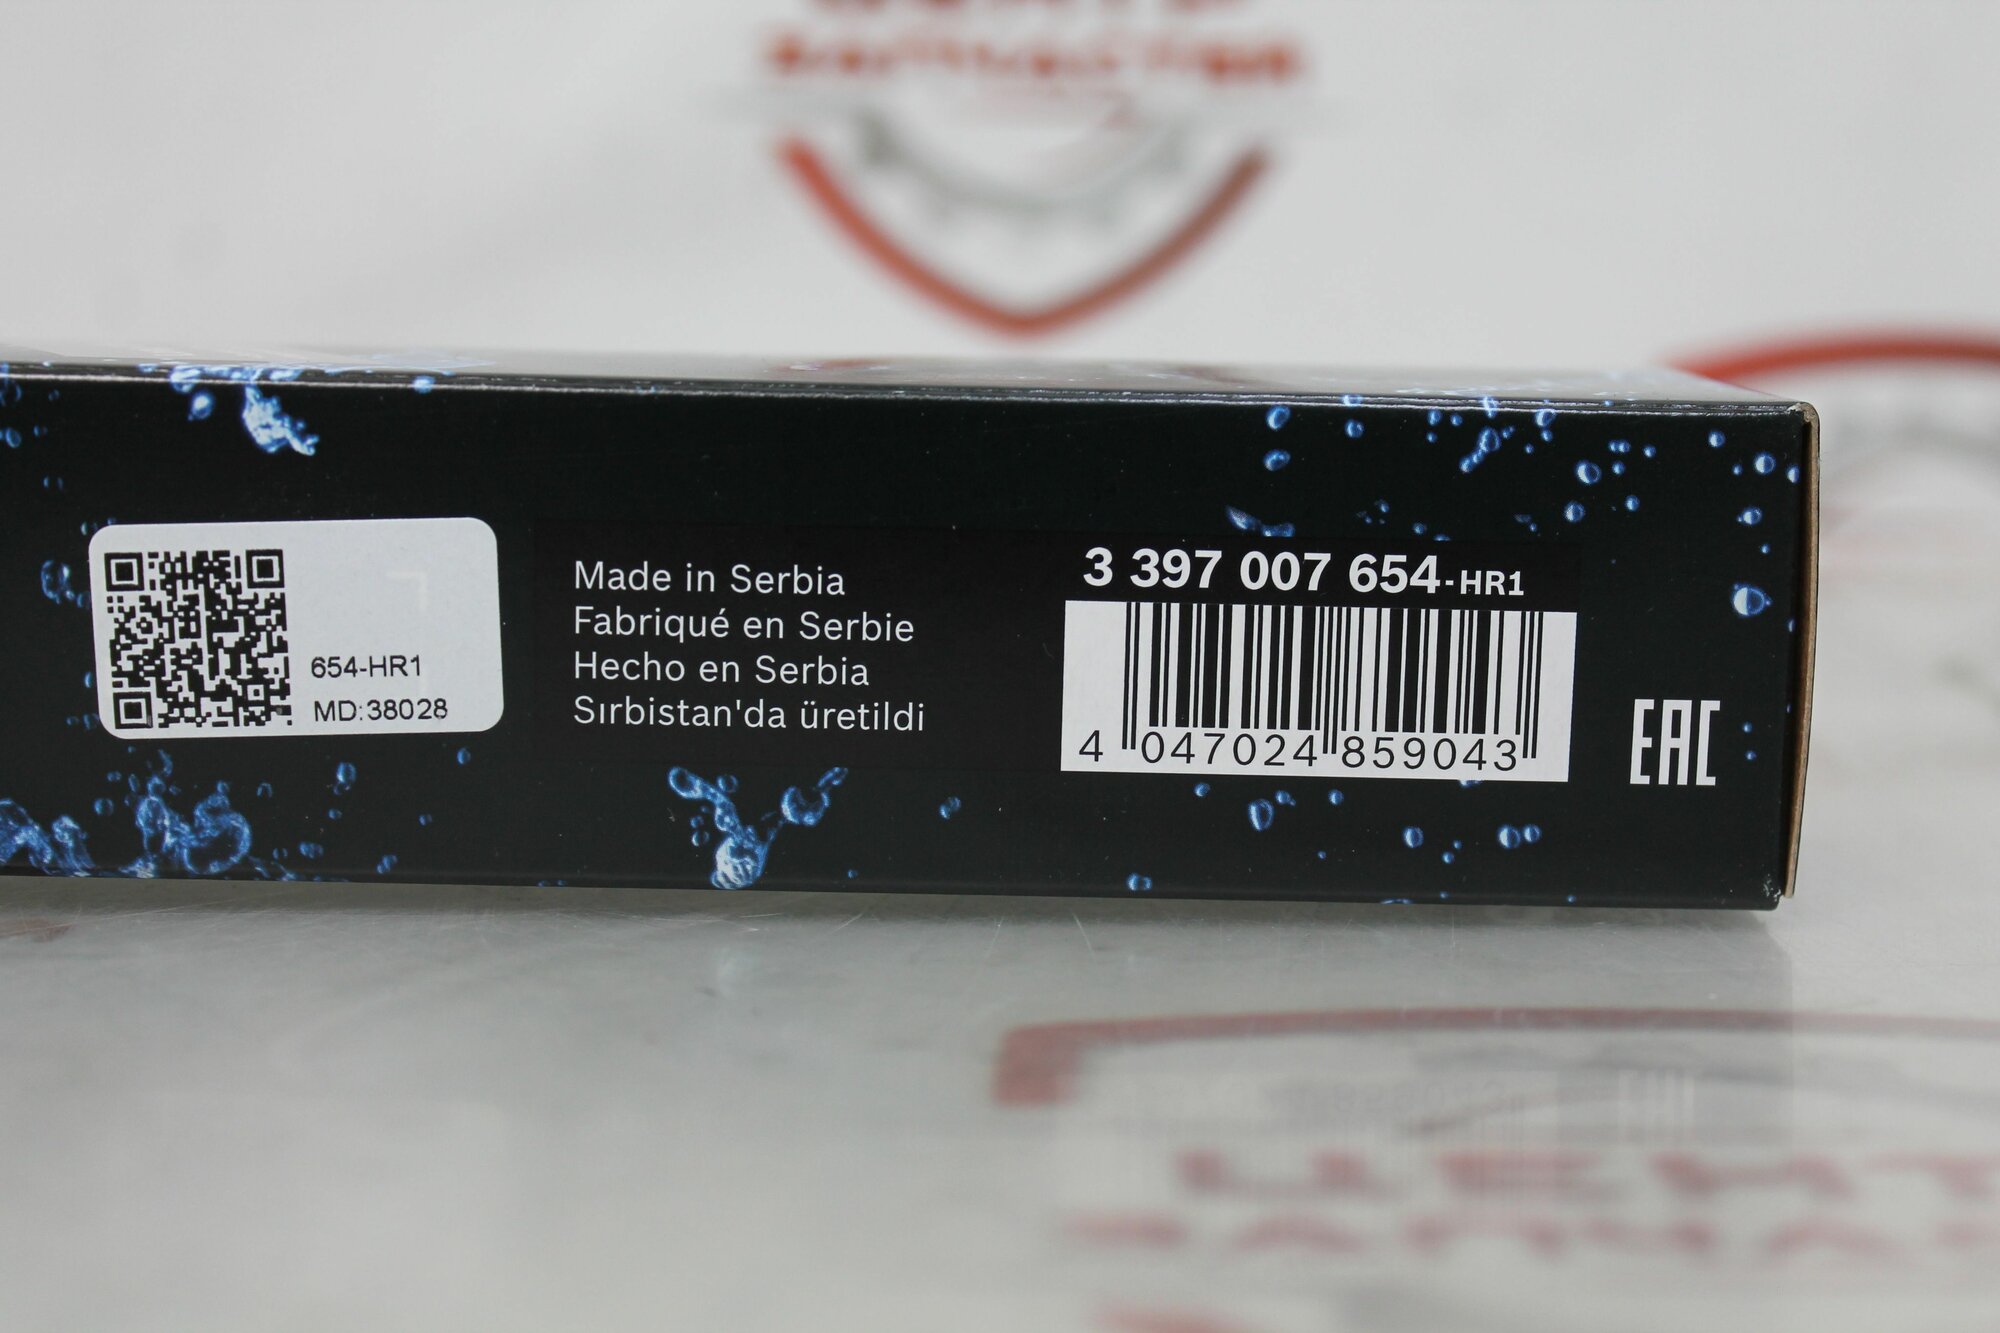 654-HR1
MD:38028
Made in Serbia
Fabriqué en Serbie
Hecho en Serbia
Sırbistan'da üretildi
3 397 007 654-HR1
4 047024 859043
EAC